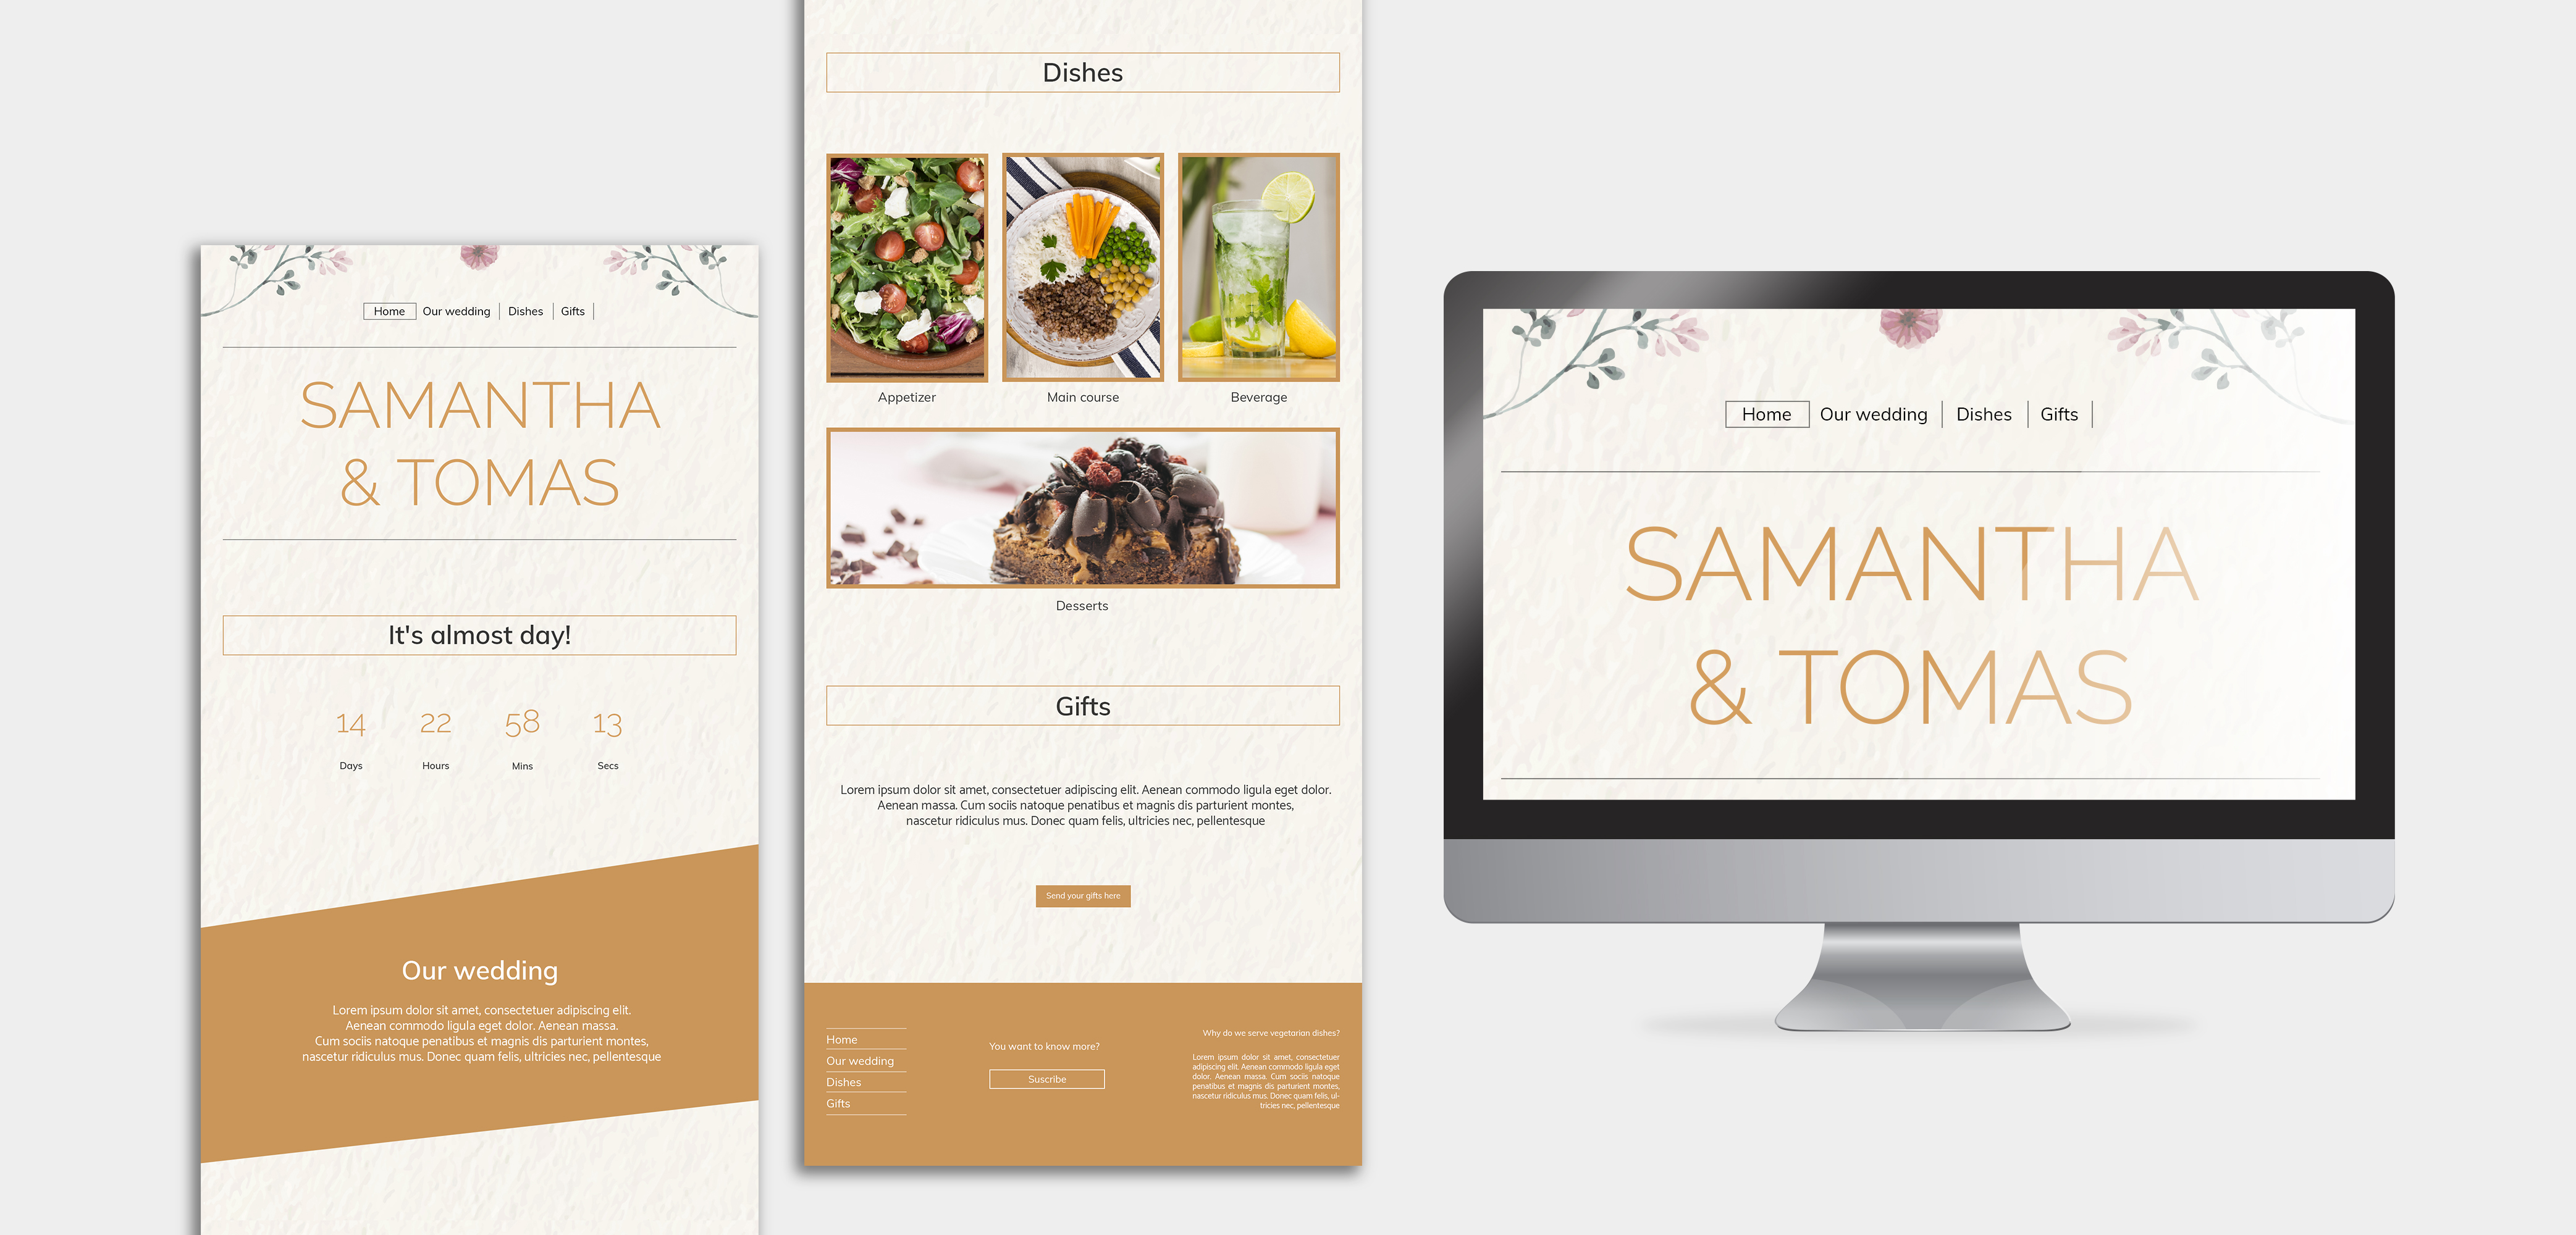 Home Our wedding Dishes Gifts
SAMANTHA
& TOMAS
It's almost day!
14 22 58 13
Days Hours Mins Secs
Our wedding
Lorem ipsum dolor sit amet, consectetuer adipiscing elit.
Aenean commodo ligula eget dolor. Aenean massa.
Cum sociis natoque penatibus et magnis dis parturient montes,
nascetur ridiculus mus. Donec quam felis, ultricies nec, pellentesque
Dishes
Appetizer Main course Beverage
Desserts
Gifts
Lorem ipsum dolor sit amet, consectetuer adipiscing elit. Aenean commodo ligula eget dolor.
Aenean massa. Cum sociis natoque penatibus et magnis dis parturient montes,
nascetur ridiculus mus. Donec quam felis, ultricies nec, pellentesque
Send your gifts here
Home
Our wedding
Dishes
Gifts
You want to know more?
Suscribe
Why do we serve vegetarian dishes?
Lorem ipsum dolor sit amet, consectetuer
adipiscing elit. Aenean commodo ligula eget
dolor. Aenean massa. Cum sociis natoque
penatibus et magnis dis parturient montes,
nascetur ridiculus mus. Donec quam felis, ul-
tricies nec, pellentesque
Home Our wedding Dishes Gifts
SAMANTHA
& TOMAS